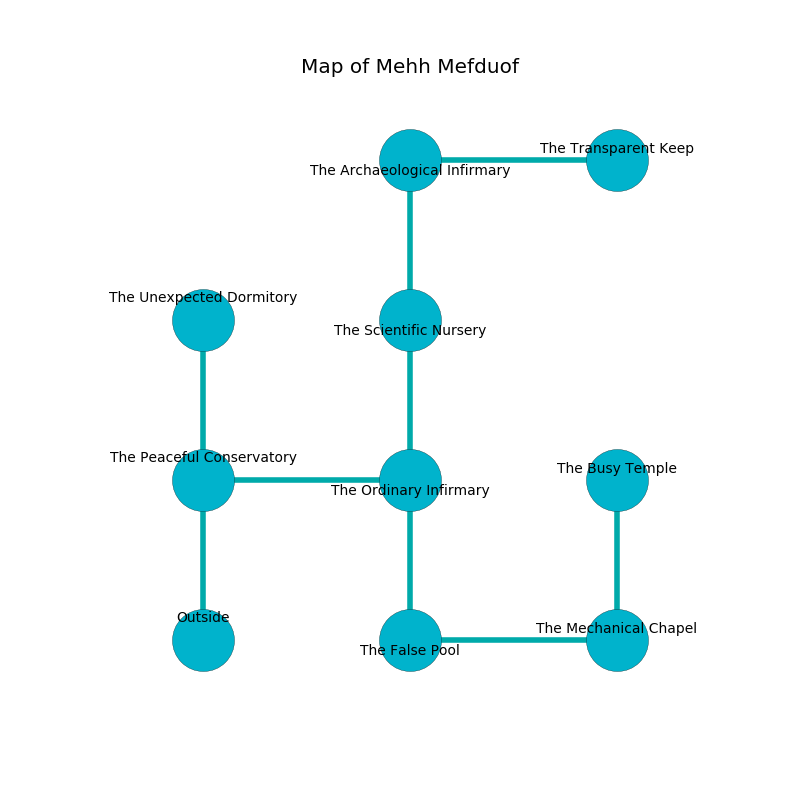 Map of Mehh Mefduof
The Transparent Keep
The Archaeological Infirmary
The Unexpected Dormitory
The Scientific Nursery
The Peaceful Conservatory
The Busy Temple
The Ordinary Infirmary
Outside
The Mechanical Chapel
The False Pool